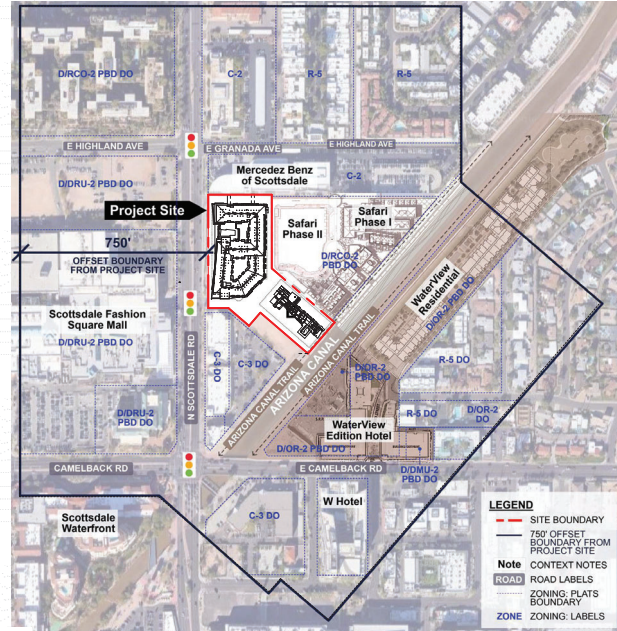 D/RCO-2 PBD DO
C-2
R-5
R-5
E HIGHLAND AVE
E GRANADA AVE
E HIGHLAND AVE
Mercedez Benz
of Scottsdale
C-2
D/DRU-2 PBD DO
Project Site
Safari
Phase II
Safari
Phase I
D/RCO-2
PBD DO
750'
OFFSET BOUNDARY
FROM PROJECT SITE
WaterView
Residential
D/OR-2 PBD DO
Scottsdale Fashion
Square Mall
D/DRU-2 PBD DO
N SCOTTSDALE RD
C-3 DO
C-3 DO
ARIZONA CANAL TRAIL
ARIZONA CANAL
ARIZONA CANAL TRAIL
D/OR-2
PBD DO
R-5 DO
D/DRU-2
PBD DO
R-5 DO
D/OR-2
DO
WaterView
Edition Hotel
D/OR-2 PBD DO
CAMELBACK RD
E CAMELBACK RD
D/DMU-2
PBD DO
W Hotel
C-3 DO
Scottsdale
Waterfront
LEGEND
SITE BOUNDARY
750' OFFSET
BOUNDARY FROM
PROJECT SITE
Note CONTEXT NOTES
ROAD ROAD LABELS
ZONING: PLATS
BOUNDARY
ZONE ZONING: LABELS